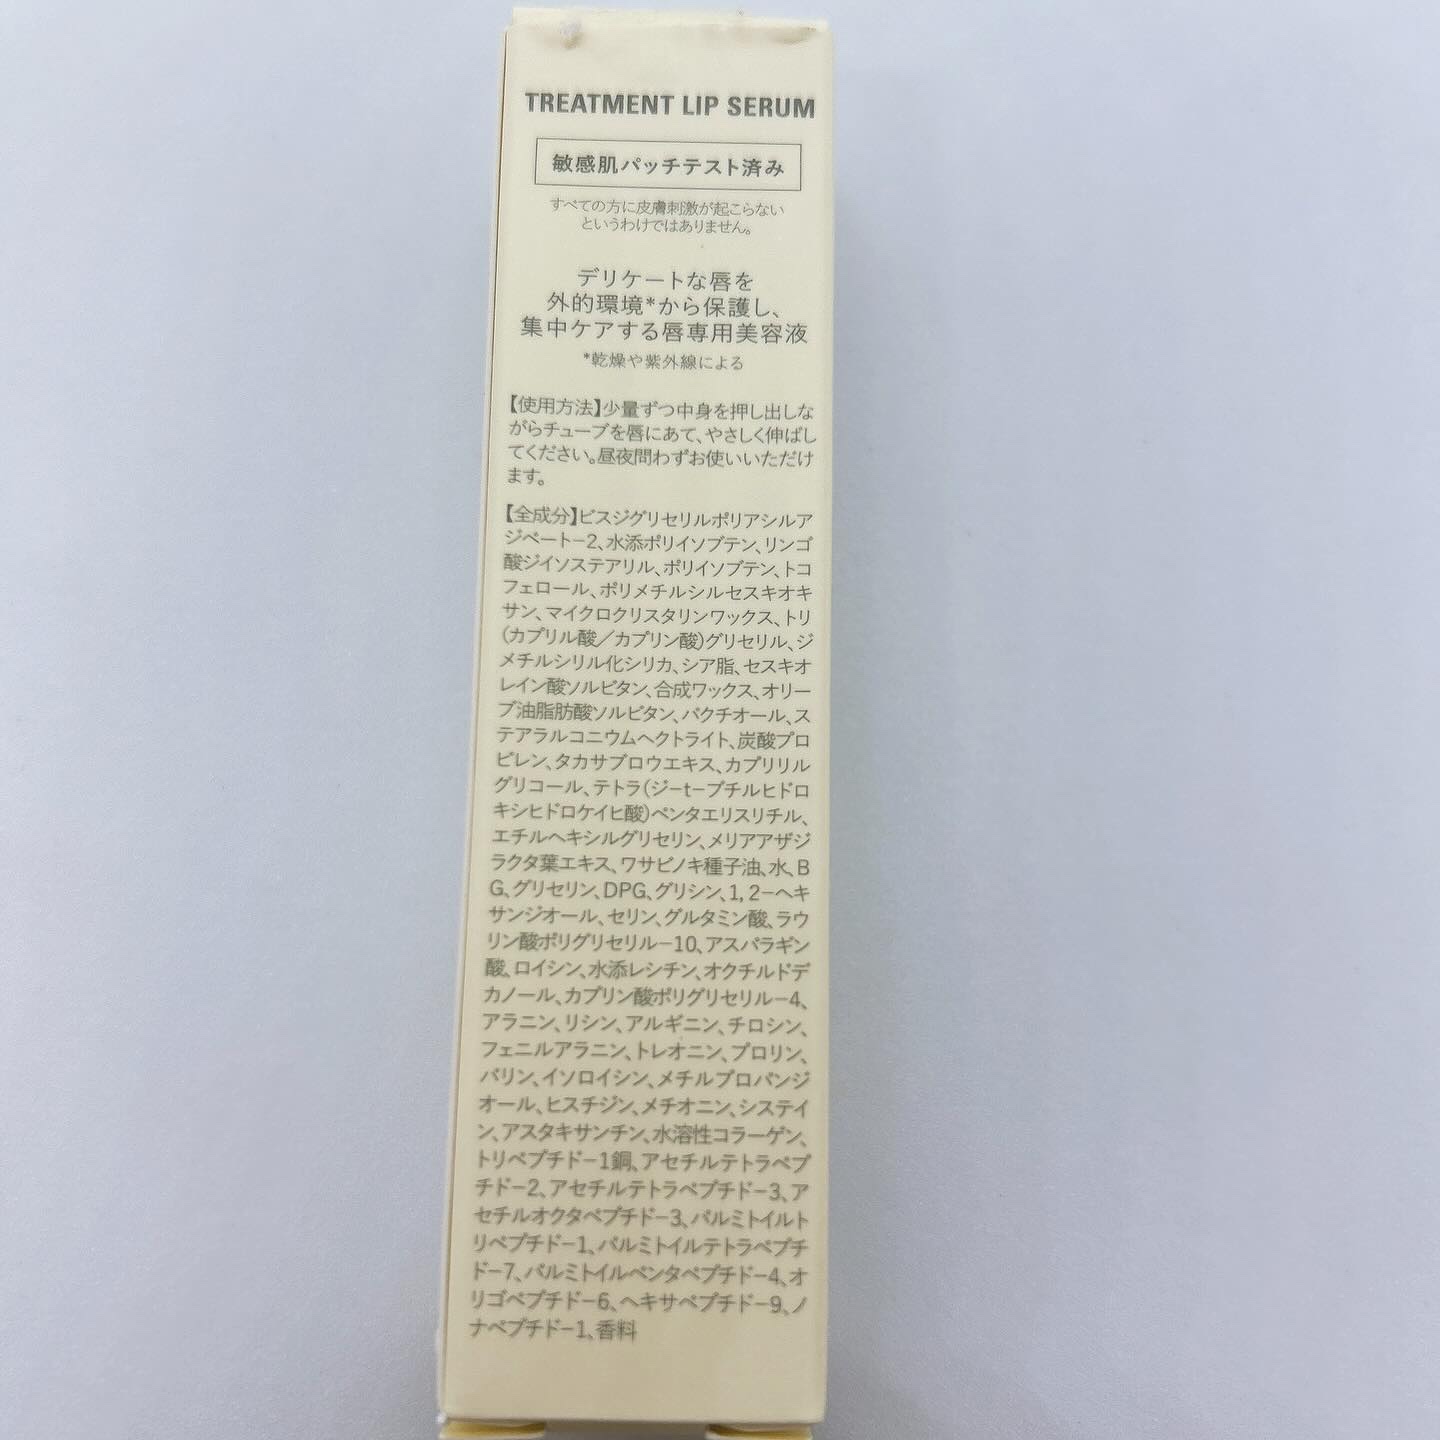 TREATMENT LIP SERUM
敏感肌パッチテスト済み
すべての方に皮膚刺激が起こらない
というわけではありません。
デリケートな唇を
外的環境*から保護し、
集中ケアする唇専用美容液
*乾燥や紫外線による
【使用方法】少量ずつ中身を押し出しな
がらチューブを唇にあて、やさしく伸ばし
てください。昼夜問わずお使いいただけ
ます。
【全成分】ビスジグリセリルポリアシルア
ジペート-2、水添ポリイソブテン、リンゴ
酸ジイソステアリル、ポリイソブテン、トコ
フェロール、ポリメチルシルセスキオキ
サン、マイクロクリスタリンワックス、トリ
(カプリル酸/カプリン酸)グリセリル、ジ
メチルシリル化シリカ、シア脂、セスキオ
レイン酸ソルビタン、合成ワックス、オリー
ブ油脂肪酸ソルビタン、バクチオール、ス
テアラルコニウムヘクトライト、炭酸プロ
ピレン、タカサブロウエキス、カプリリル
グリコール、テトラ(ジ-t-ブチルヒドロ
キシヒドロケイヒ酸)ペンタエリスリチル、
エチルヘキシルグリセリン、メリアアザジ
ラクタ葉エキス、ワサビノキ種子油、水、B
G、グリセリン、DPG、グリシン、1,2-ヘキ
サンジオール、セリン、グルタミン酸、ラウ
リン酸ポリグリセリル-10、アスパラギン
酸、ロイシン、水添レシチン、オクチルドデ
カノール、カプリン酸ポリグリセリル-4、
アラニン、リシン、アルギニン、チロシン、
フェニルアラニン、トレオニン、プロリン、
バリン、イソロイシン、メチルプロパンジ
オール、ヒスチジン、メチオニン、システイ
ン、アスタキサンチン、水溶性コラーゲン、
トリペプチド-1銅、アセチルテトラペプ
チド-2、アセチルテトラペプチド-3、ア
セチルオクタペプチド-3、パルミトイルト
リペプチド-1、パルミトイルテトラペプチ
ド-7、パルミトイルペンタペプチド-4、オ
リゴペプチド-6、ヘキサペプチド-9、ノ
ナペプチド-1、香料